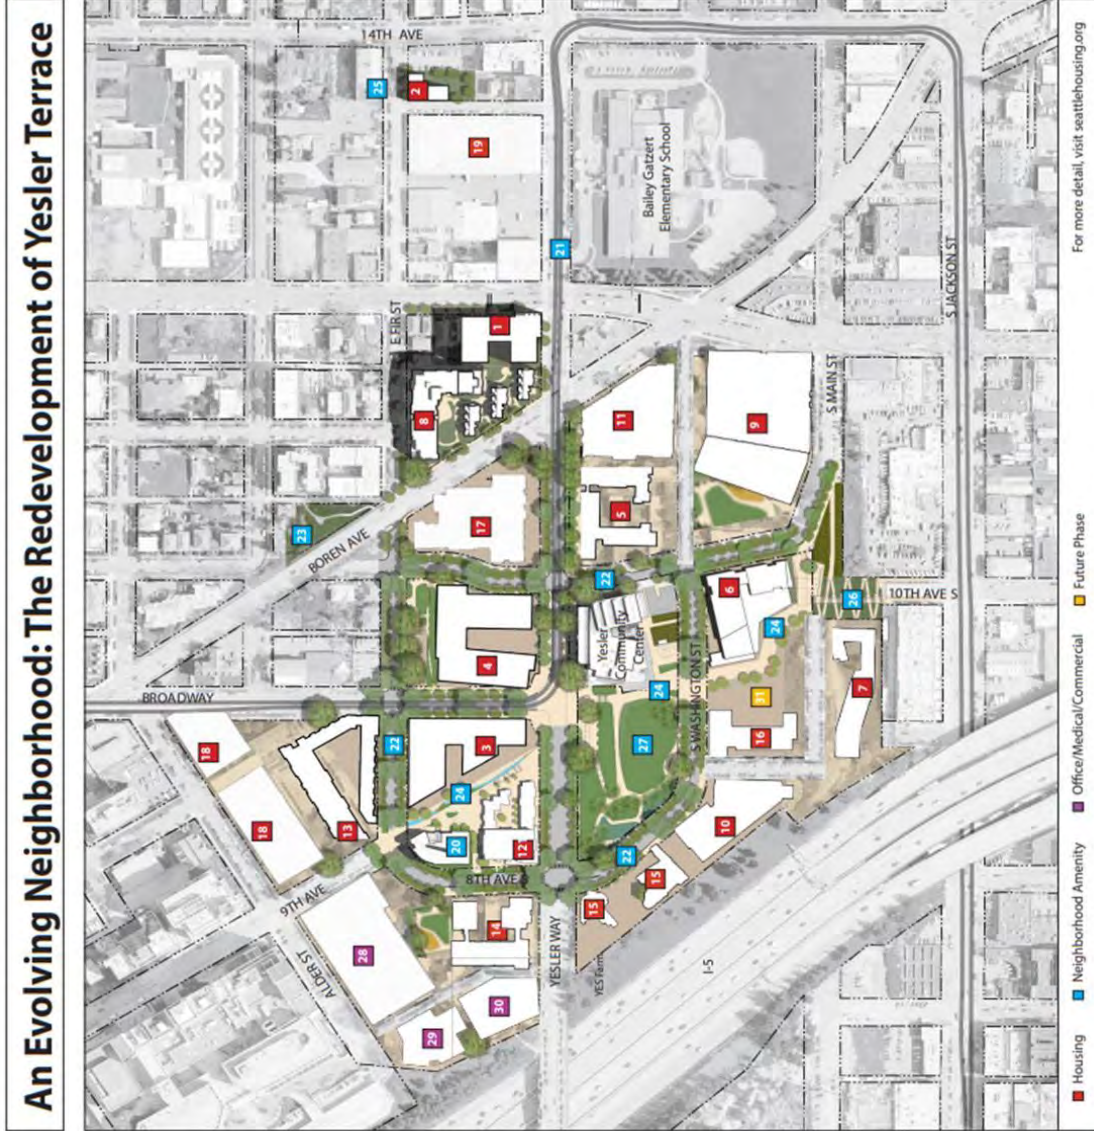 An Evolving Neighborhood: The Redevelopment of Yesler Terrace
14TH AVE
25
2
19
21
Bailey Gatzert
Elementary School
E FIR ST
1
8
S JACKSON ST
S MAIN ST
11
9
23
BOREN AVE
17
5
22
Yesler
Community
Center
6
24
26
10TH AVE S
BROADWAY
4
24
S WASHINGTON ST
31
7
18
22
3
27
16
18
13
24
20
12
22
10
9TH AVE
8TH AVE
15
15
ALDER ST
28
14
YESLER WAY
YES Farm
I-5
29
30
Housing
Neighborhood Amenity
Office/Medical/Commercial
Future Phase
For more detail, visit seattlehousing.org